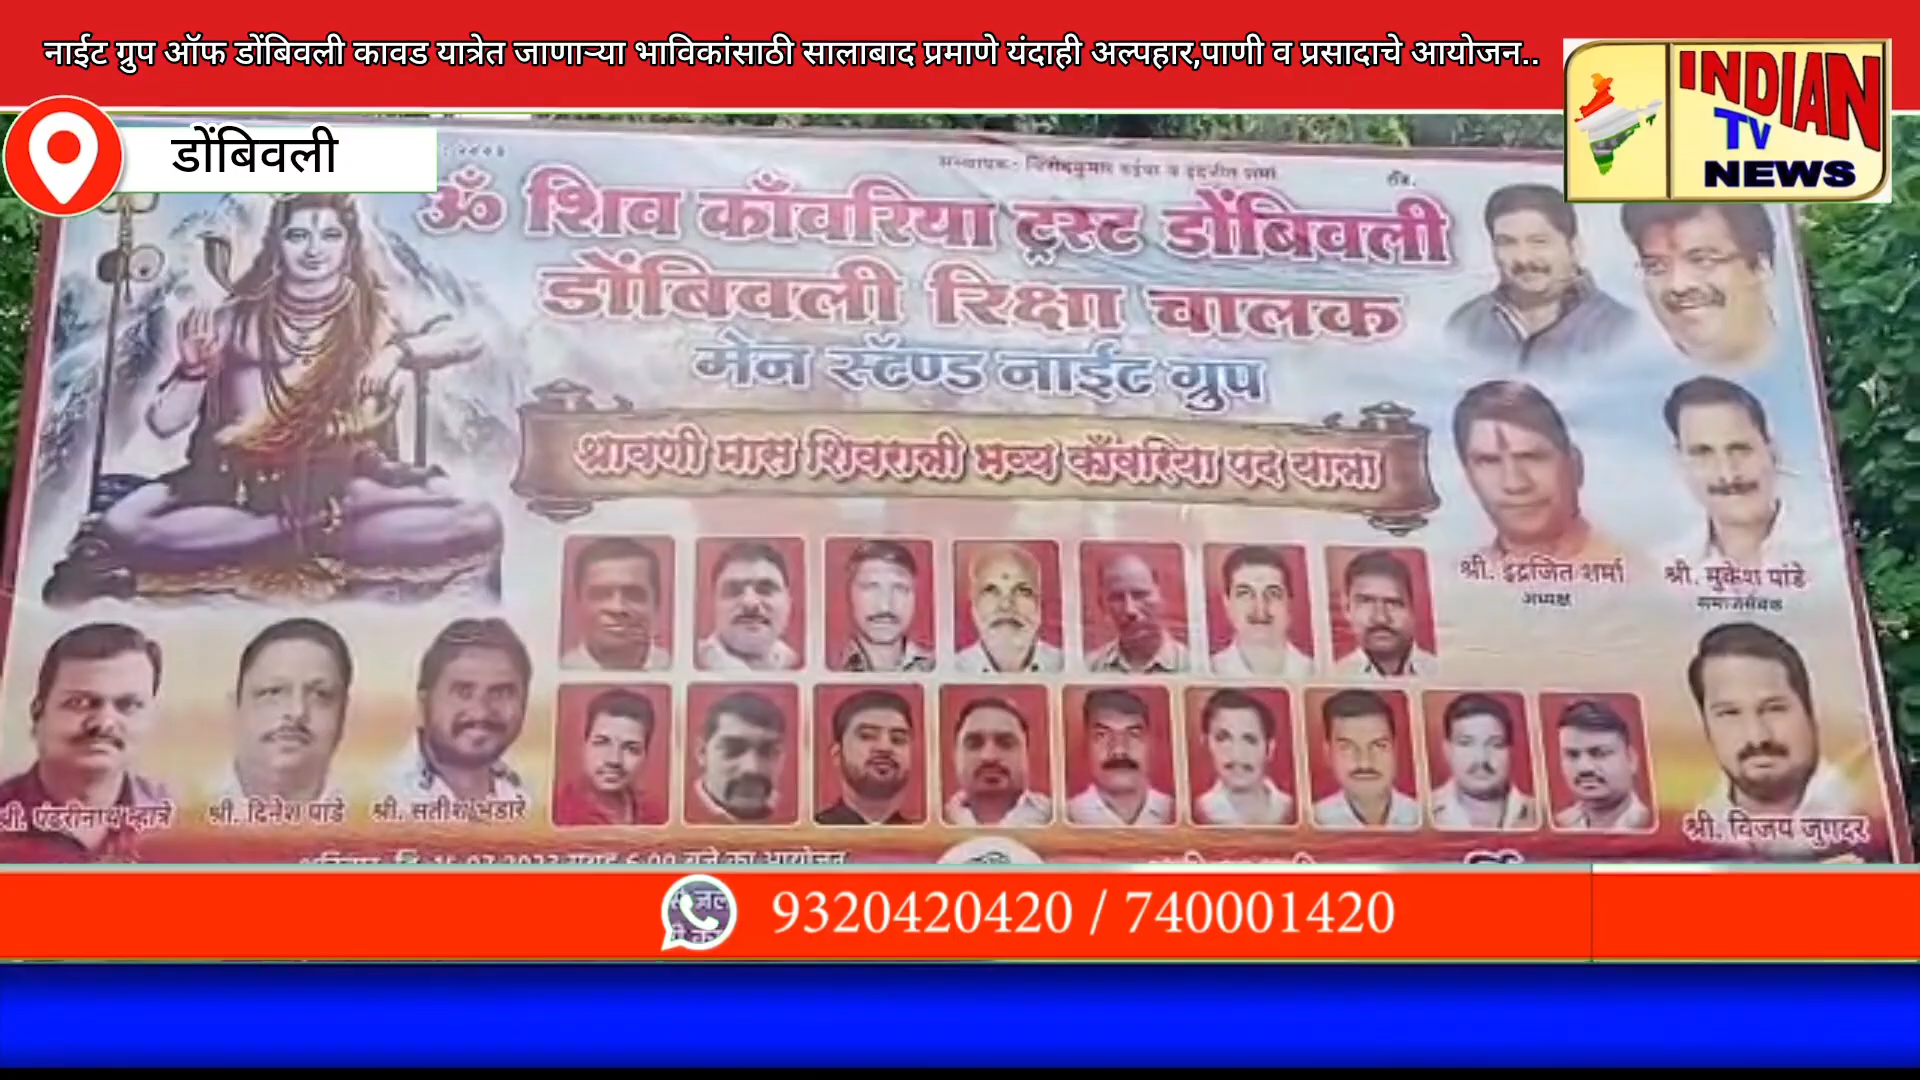 नाईट ग्रुप ऑफ डोंबिवली कावड यात्रेत जाणाऱ्या भाविकांसाठी सालाबाद प्रमाणे यंदाही अल्पहार,पाणी व प्रसादाचे आयोजन..
INDIAN
TV
NEWS
डोंबिवली
ॐ शिव काँवरिया ट्रस्ट डोंबिवली
डोंबिवली रिक्षा चालक
मेन स्टॅण्ड नाईट ग्रुप
श्रावणी मास शिवरात्री भव्य काँवरिया पद यात्रा
श्री. इंद्रजित शर्मा
अध्यक्ष
श्री. मुकेश पांडे
समाजसेवक
श्री. पंढरीनाथ म्हात्रे
श्री. दिनेश पांडे
श्री. सतीश भंडारे
श्री. विजय जुगदर
9320420420 / 740001420